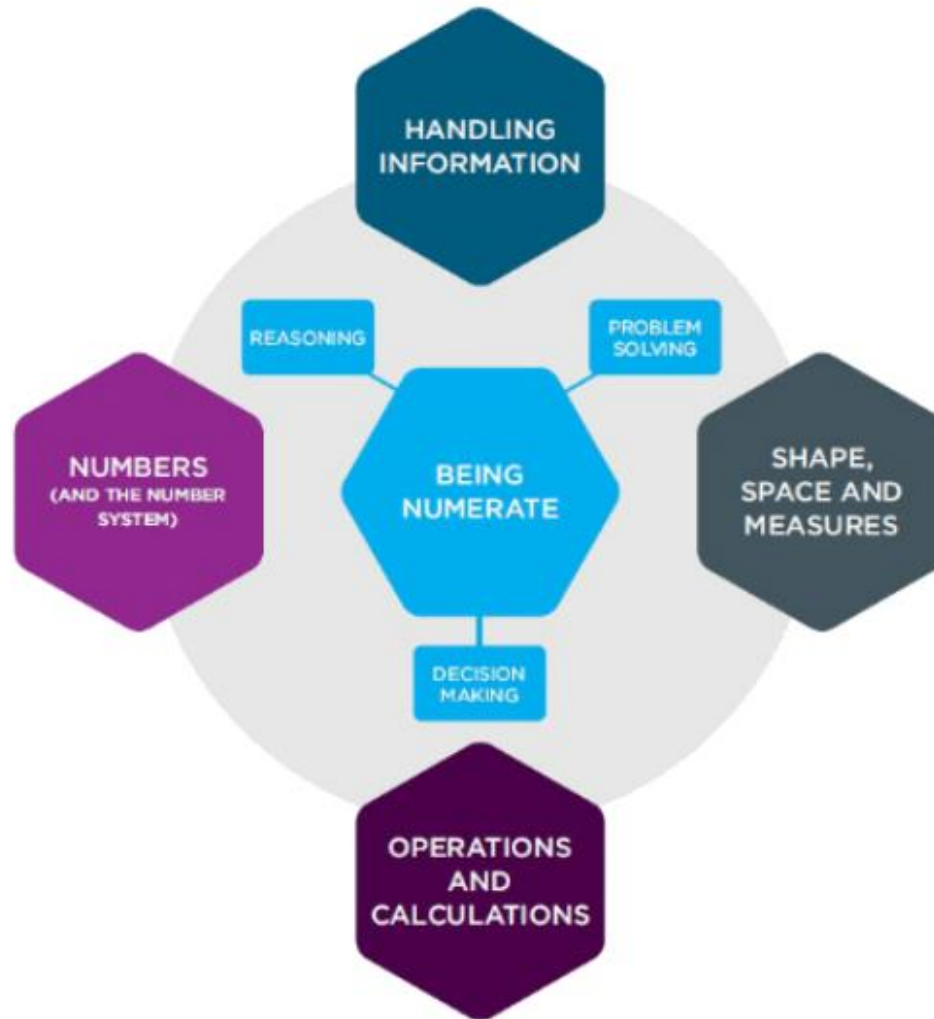 HANDLING
INFORMATION
REASONING
PROBLEM
SOLVING
NUMBERS
(AND THE NUMBER
SYSTEM)
BEING
NUMERATE
SHAPE,
SPACE AND
MEASURES
DECISION
MAKING
OPERATIONS
AND
CALCULATIONS